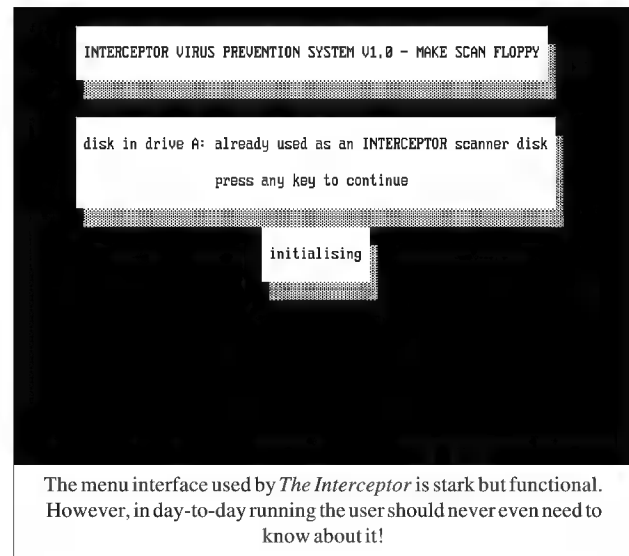 INTERCEPTOR VIRUS PREVENTION SYSTEM V1.0 - MAKE SCAN FLOPPY
disk in drive A: already used as an INTERCEPTOR scanner disk
press any key to continue
initialising
The menu interface used by The Interceptor is stark but functional.
However, in day-to-day running the user should never even need to
know about it!